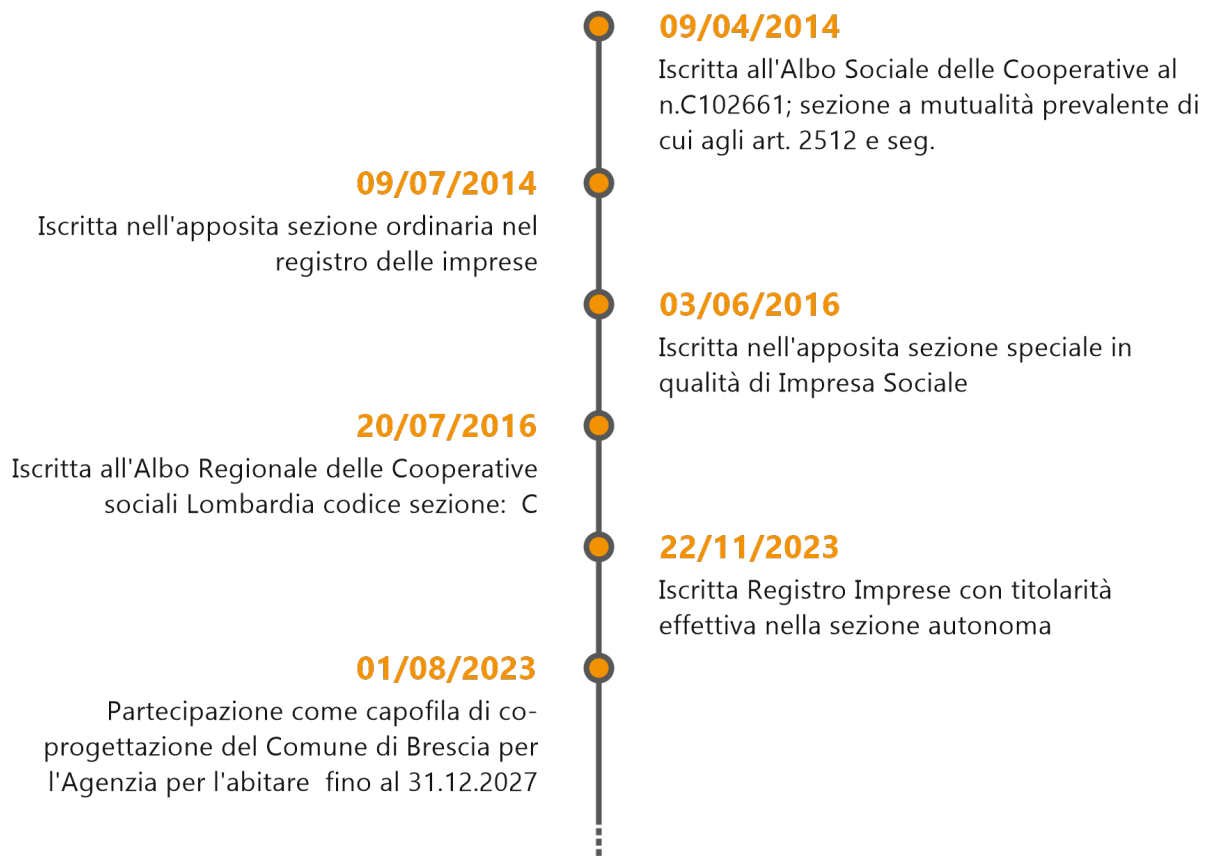 09/04/2014
Iscritta all'Albo Sociale delle Cooperative al
n.C102661; sezione a mutualità prevalente di
cui agli art. 2512 e seg.
09/07/2014
Iscritta nell'apposita sezione ordinaria nel
registro delle imprese
03/06/2016
Iscritta nell'apposita sezione speciale in
qualità di Impresa Sociale
20/07/2016
Iscritta all'Albo Regionale delle Cooperative
sociali Lombardia codice sezione:  C
22/11/2023
Iscritta Registro Imprese con titolarità
effettiva nella sezione autonoma
01/08/2023
Partecipazione come capofila di co-
progettazione del Comune di Brescia per
l'Agenzia per l'abitare  fino al 31.12.2027